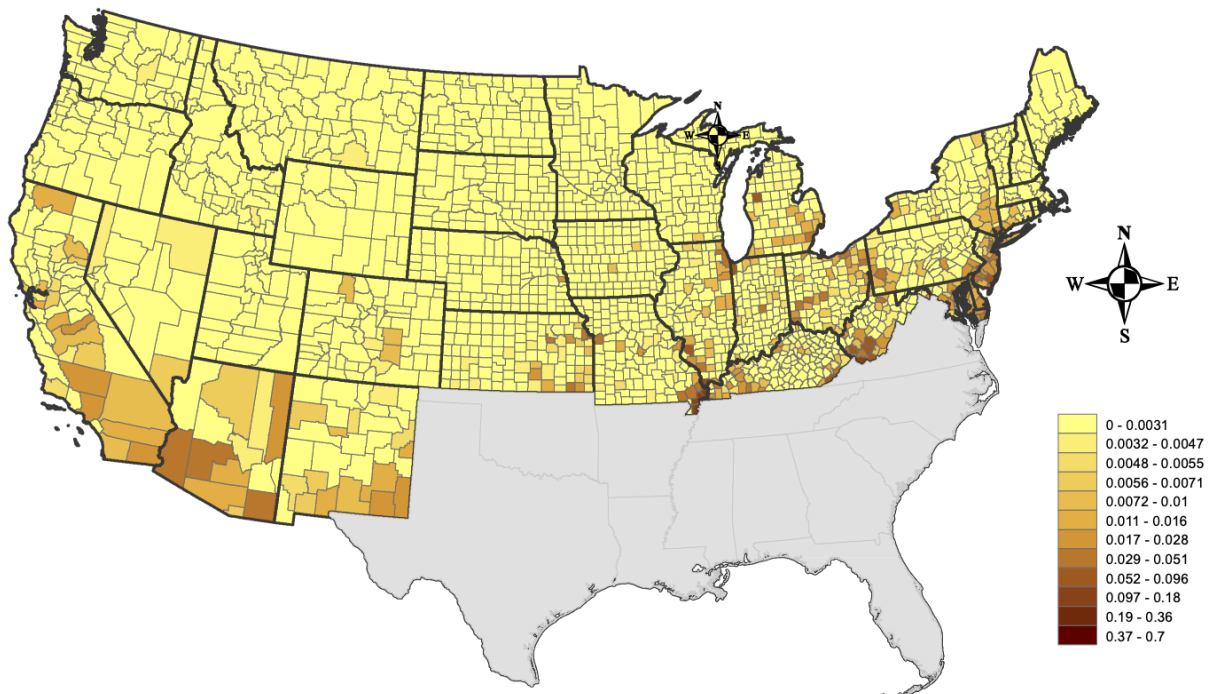 N
W E
N
W E
S
0 - 0.0031
0.0032 - 0.0047
0.0048 - 0.0055
0.0056 - 0.0071
0.0072 - 0.01
0.011 - 0.016
0.017 - 0.028
0.029 - 0.051
0.052 - 0.096
0.097 - 0.18
0.19 - 0.36
0.37 - 0.7